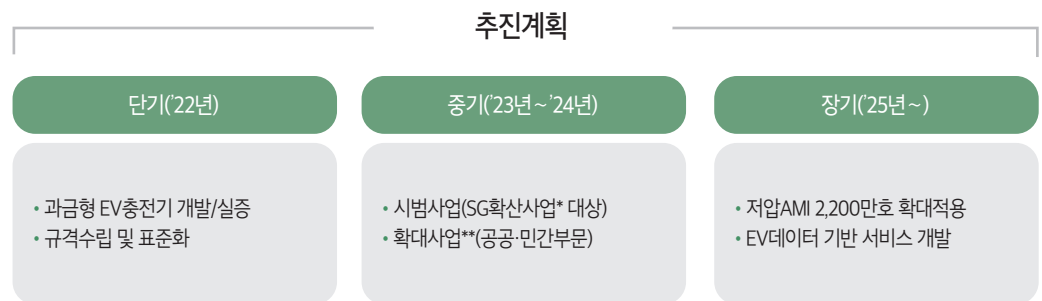 추진계획
단기('22년)
• 과금형 EV충전기 개발/실증
• 규격수립 및 표준화
중기('23년~'24년)
• 시범사업(SG확산사업* 대상)
• 확대사업**(공공·민간부문)
장기('25년~)
• 저압AMI 2,200만호 확대적용
• EV데이터 기반 서비스 개발